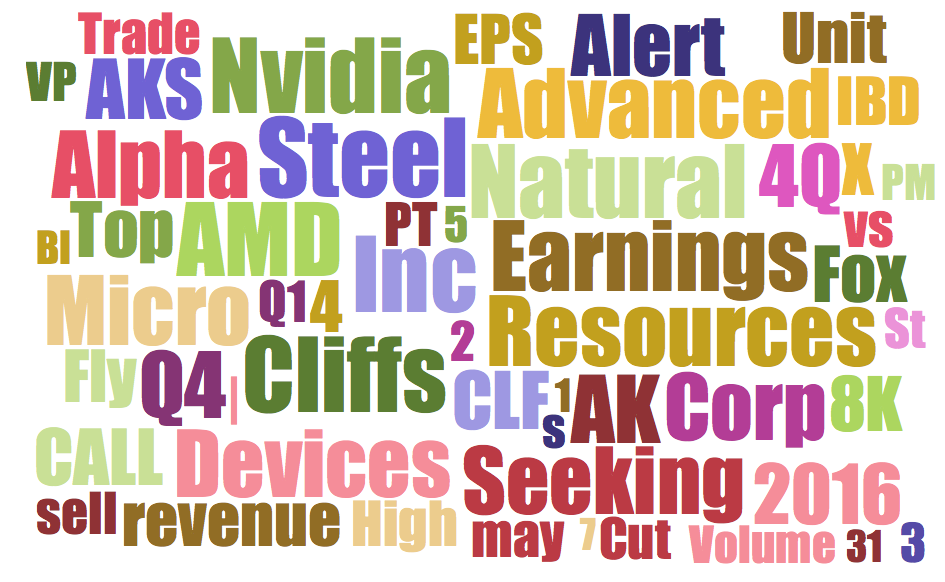 Trade EPS Alert Unit
VP AKS Nvidia Advanced IBD
Alpha Steel Natural 4Q X PM
BI Top AMD PT 5 Earnings vs
Micro Q1 4 Inc Resources Fox St
Fly Q4 | Cliffs 2 CLF 1 s AK Corp 8K
CALL Devices Seeking 2016
sell revenue High may 7 Cut Volume 31 3